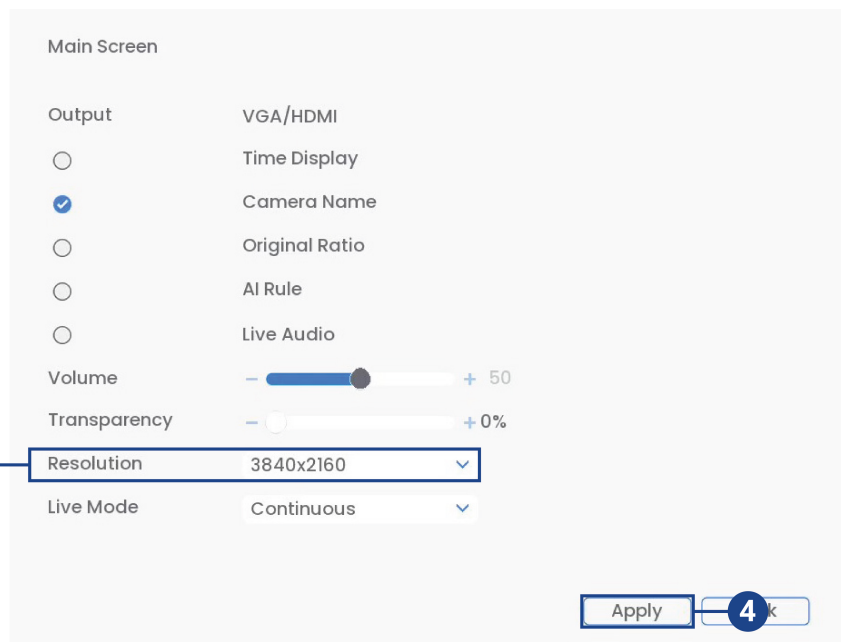 Main Screen
Output VGA/HDMI
Time Display
Camera Name
Original Ratio
AI Rule
Live Audio
Volume − + 50
Transparency − + 0%
Resolution 3840x2160
Live Mode Continuous
Apply 4